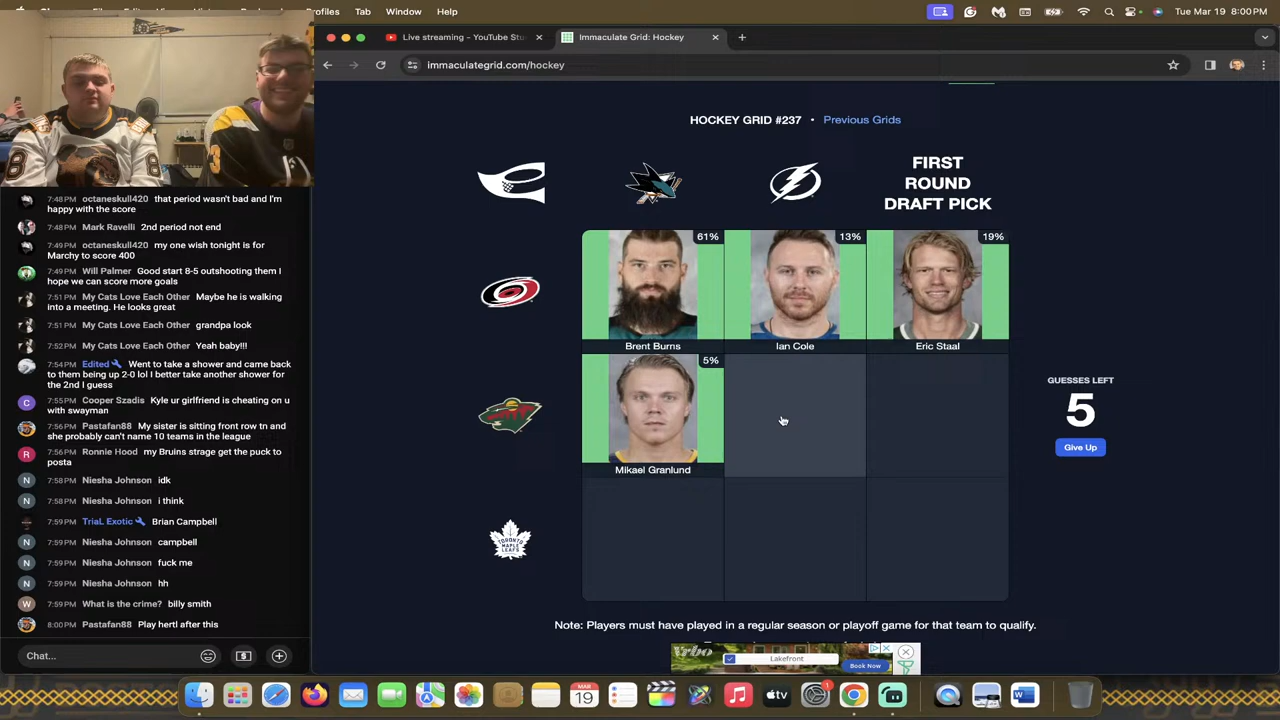 Profiles Tab Window Help Tue Mar 19 8:00 PM
Live streaming – YouTube Stu
Immaculate Grid: Hockey
immaculategrid.com/hockey
7:48 PM octaneskull420 that period wasn't bad and I'm
happy with the score
7:48 PM Mark Ravelli 2nd period not end
7:49 PM octaneskull420 my one wish tonight is for
Marchy to score 400
7:51 PM Will Palmer Good start 8-5 outshooting them I
hope we can score more goals
7:51 PM My Cats Love Each Other Maybe he is walking
into a meeting. He looks great
7:51 PM My Cats Love Each Other grandpa look
7:52 PM My Cats Love Each Other Yeah baby!!!
7:54 PM Edited Went to take a shower and came back
to them being up 2-0 lol I better take another shower for
the 2nd I guess
7:55 PM Cooper Szadis Kyle ur girlfriend is cheating on u
with swayman
7:56 PM Pastafan88 My sister is sitting front row tn and
she probably can't name 10 teams in the league
7:56 PM Ronnie Hood my Bruins strage get the puck to
posta
7:58 PM Niesha Johnson idk
7:58 PM Niesha Johnson i think
7:59 PM TriaL Exotic Brian Campbell
7:59 PM Niesha Johnson campbell
7:59 PM Niesha Johnson fuck me
7:59 PM Niesha Johnson hh
7:59 PM What is the crime? billy smith
8:00 PM Pastafan88 Play hertl after this
Chat...
HOCKEY GRID #237 • Previous Grids
FIRST
ROUND
DRAFT PICK
61%
13%
19%
Brent Burns
Ian Cole
Eric Staal
5%
Mikael Granlund
TORONTO
MAPLE
LEAFS
GUESSES LEFT
5
Give Up
Note: Players must have played in a regular season or playoff game for that team to qualify.
Vrbo
Lakefront
Book Now
19
tv